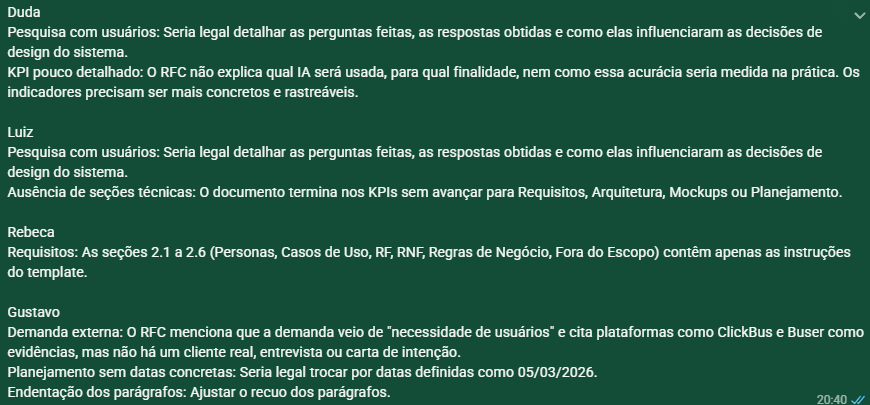 Duda
Pesquisa com usuários: Seria legal detalhar as perguntas feitas, as respostas obtidas e como elas influenciaram as decisões de
design do sistema.
KPI pouco detalhado: O RFC não explica qual IA será usada, para qual finalidade, nem como essa acurácia seria medida na prática. Os
indicadores precisam ser mais concretos e rastreáveis.

Luiz
Pesquisa com usuários: Seria legal detalhar as perguntas feitas, as respostas obtidas e como elas influenciaram as decisões de
design do sistema.
Ausência de seções técnicas: O documento termina nos KPIs sem avançar para Requisitos, Arquitetura, Mockups ou Planejamento.

Rebeca
Requisitos: As seções 2.1 a 2.6 (Personas, Casos de Uso, RF, RNF, Regras de Negócio, Fora do Escopo) contêm apenas as instruções
do template.

Gustavo
Demanda externa: O RFC menciona que a demanda veio de "necessidade de usuários" e cita plataformas como ClickBus e Buser como
evidências, mas não há um cliente real, entrevista ou carta de intenção.
Planejamento sem datas concretas: Seria legal trocar por datas definidas como 05/03/2026.
Endentação dos parágrafos: Ajustar o recuo dos parágrafos.
20:40